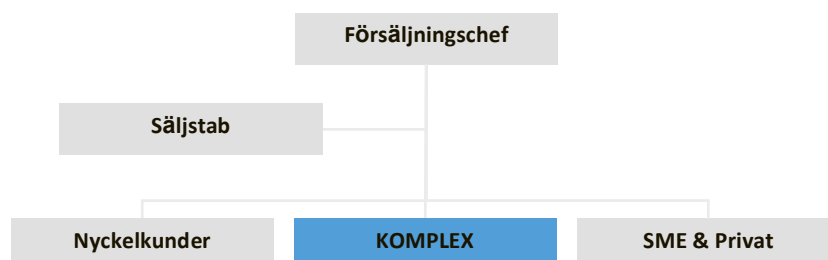 Försäljningschef
Säljstab
Nyckelkunder
KOMPLEX
SME & Privat